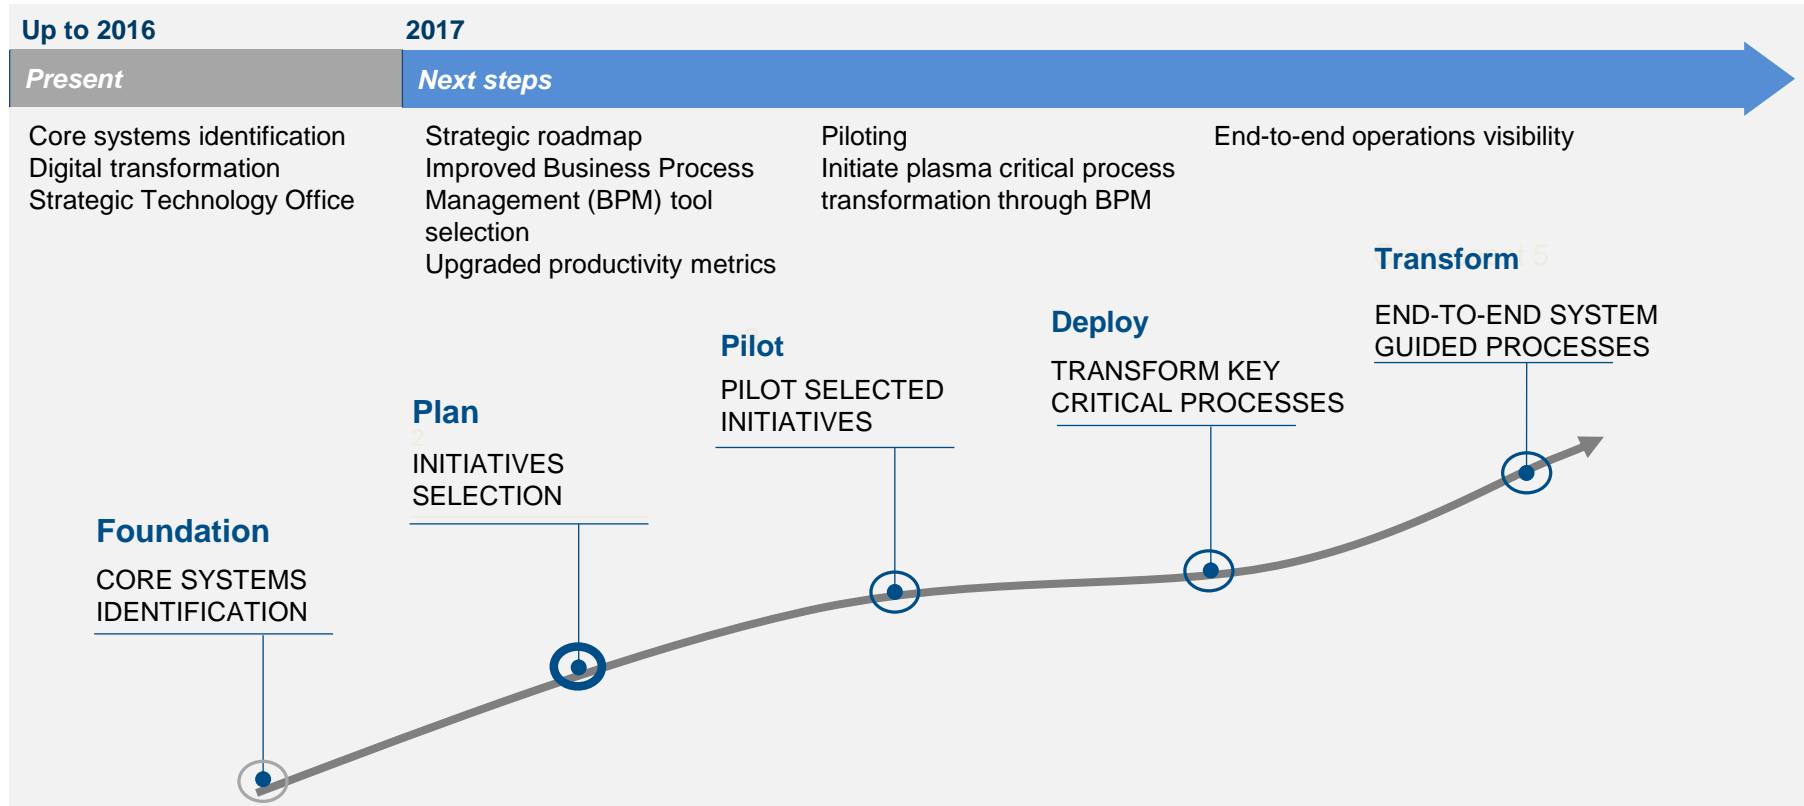 Up to 2016
2017
Present
Next steps
Core systems identification
Digital transformation
Strategic Technology Office
Strategic roadmap
Improved Business Process
Management (BPM) tool
selection
Upgraded productivity metrics
Piloting
Initiate plasma critical process
transformation through BPM
End-to-end operations visibility
Foundation
CORE SYSTEMS
IDENTIFICATION
Plan
2
INITIATIVES
SELECTION
Pilot
PILOT SELECTED
INITIATIVES
Deploy
TRANSFORM KEY
CRITICAL PROCESSES
Transform
5
END-TO-END SYSTEM
GUIDED PROCESSES